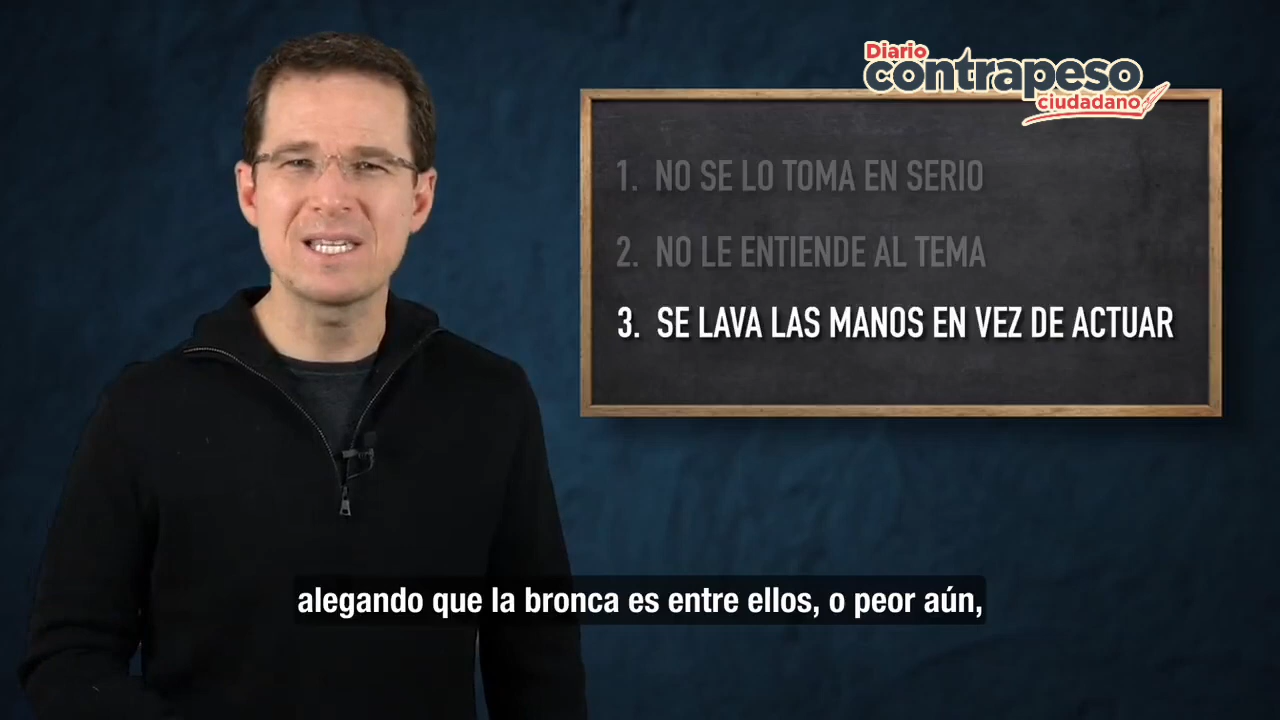 Diario
contrapeso
ciudadano
1. NO SE LO TOMA EN SERIO
2. NO LE ENTIENDE AL TEMA
3. SE LAVA LAS MANOS EN VEZ DE ACTUAR
alegando que la bronca es entre ellos, o peor aún,